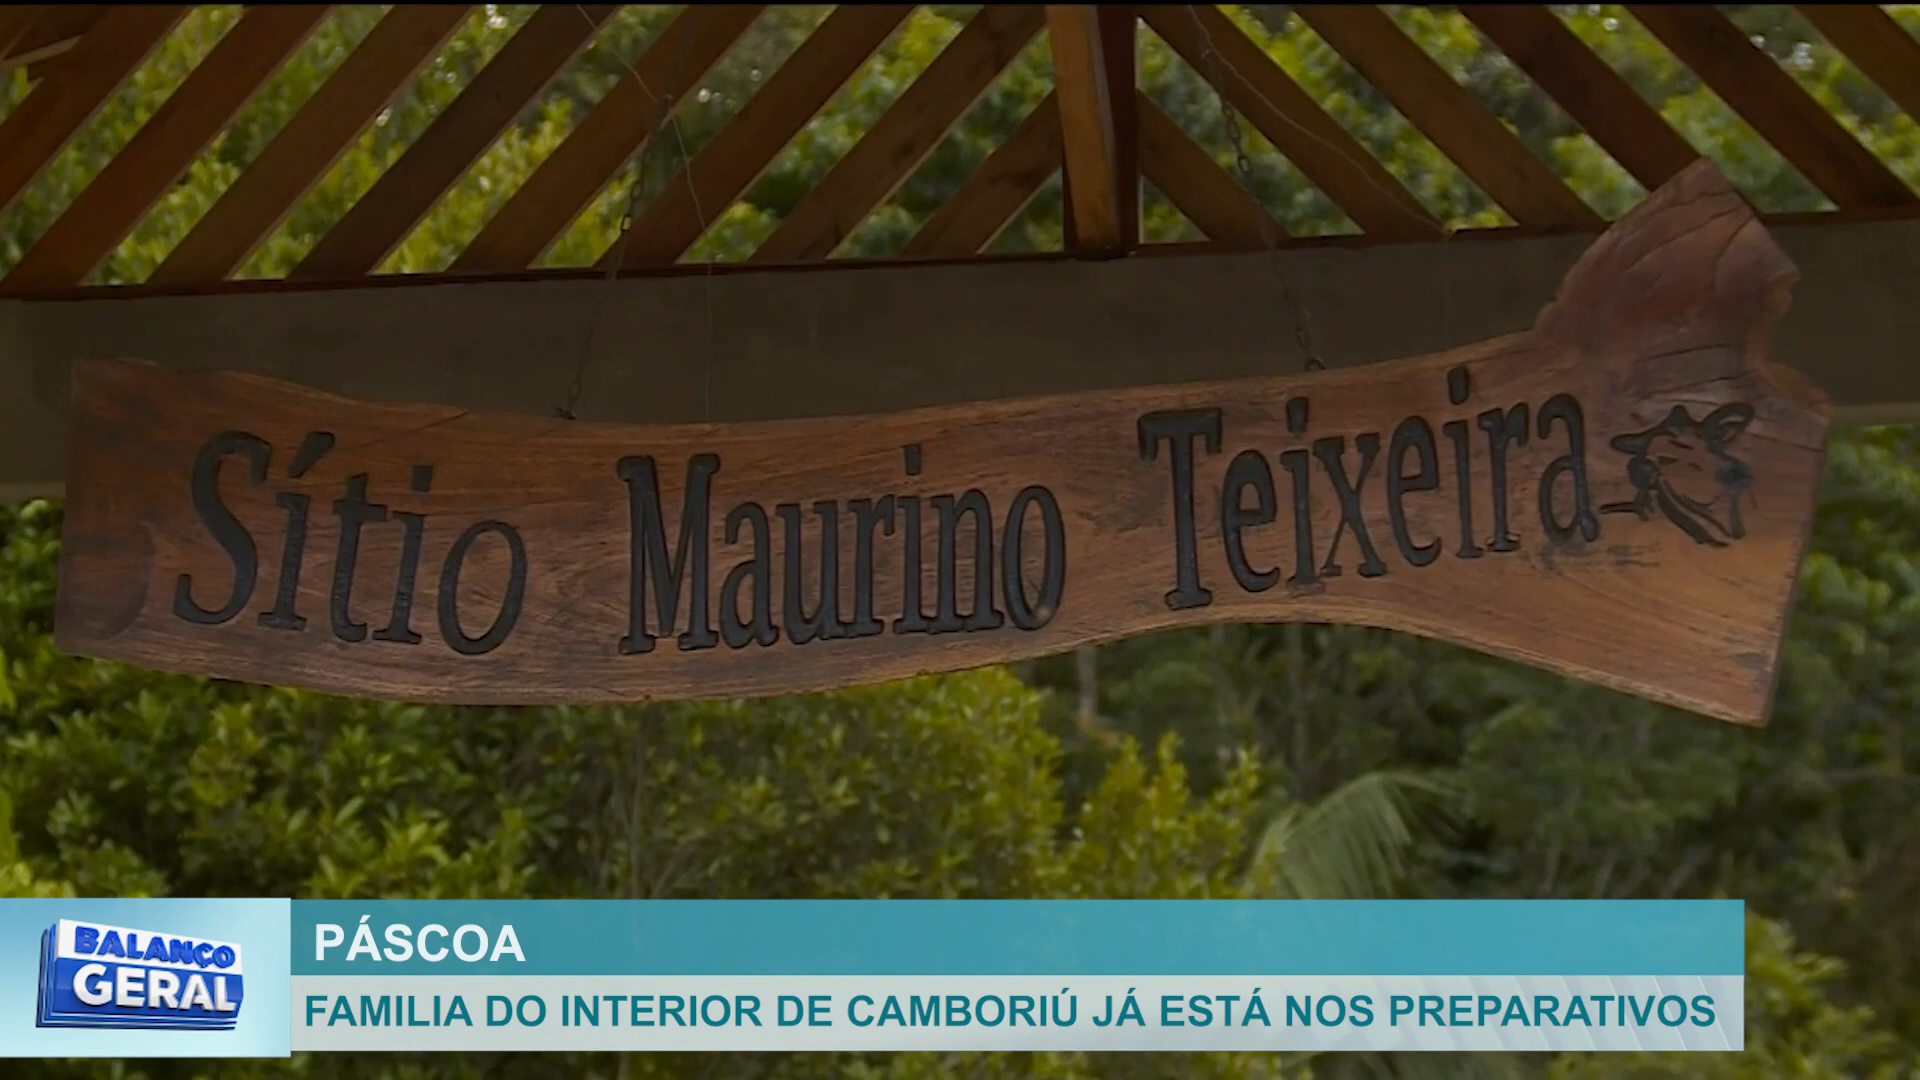 Sítio Maurino Teixeira
BALANÇO
GERAL
PÁSCOA
FAMILIA DO INTERIOR DE CAMBORIÚ JÁ ESTÁ NOS PREPARATIVOS